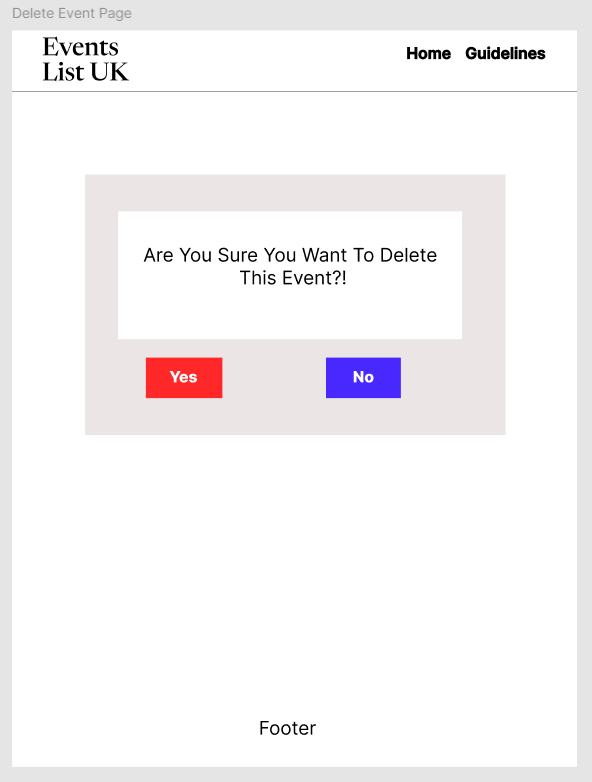 Delete Event Page
Events
List UK
Home Guidelines
Are You Sure You Want To Delete
This Event?!
Yes No
Footer